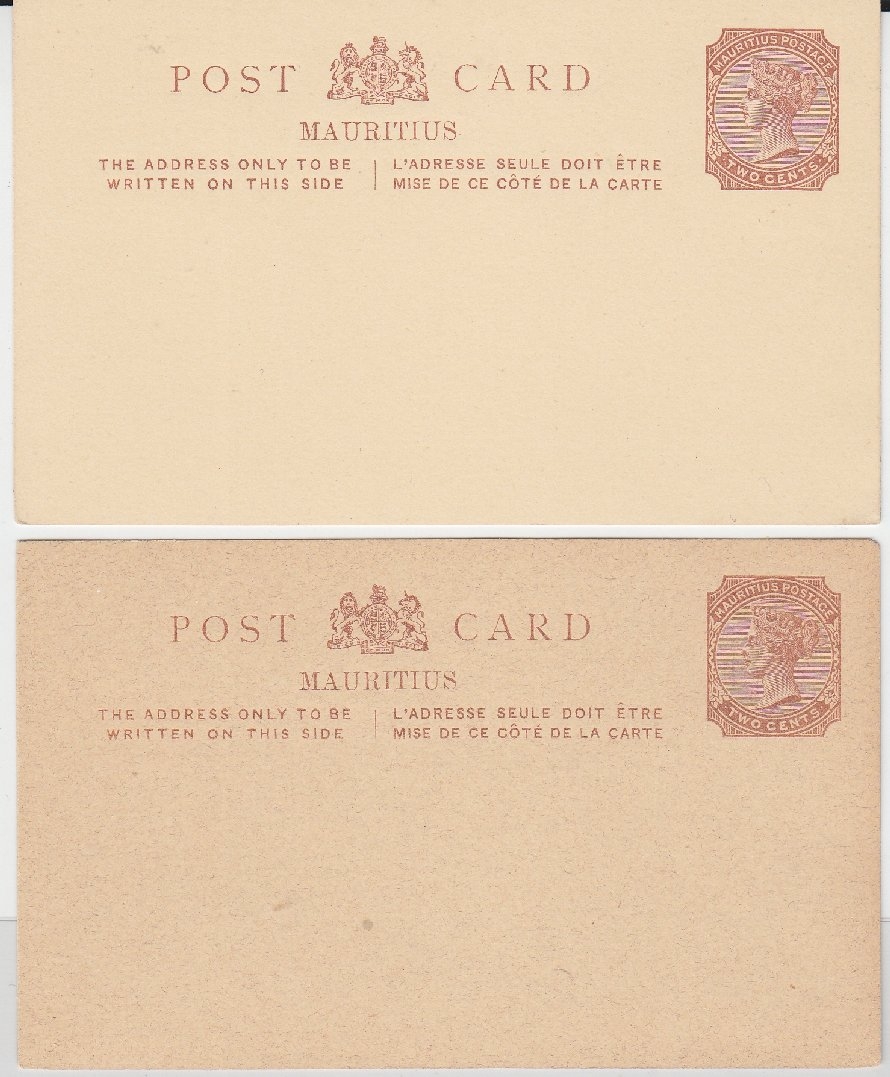 POST CARD
MAURITIUS
THE ADDRESS ONLY TO BE
WRITTEN ON THIS SIDE
L'ADRESSE SEULE DOIT ÊTRE
MISE DE CE CÔTÉ DE LA CARTE
MAURITIUS POSTAGE
TWO CENTS
POST CARD
MAURITIUS
THE ADDRESS ONLY TO BE
WRITTEN ON THIS SIDE
L'ADRESSE SEULE DOIT ÊTRE
MISE DE CE CÔTÉ DE LA CARTE
MAURITIUS POSTAGE
TWO CENTS